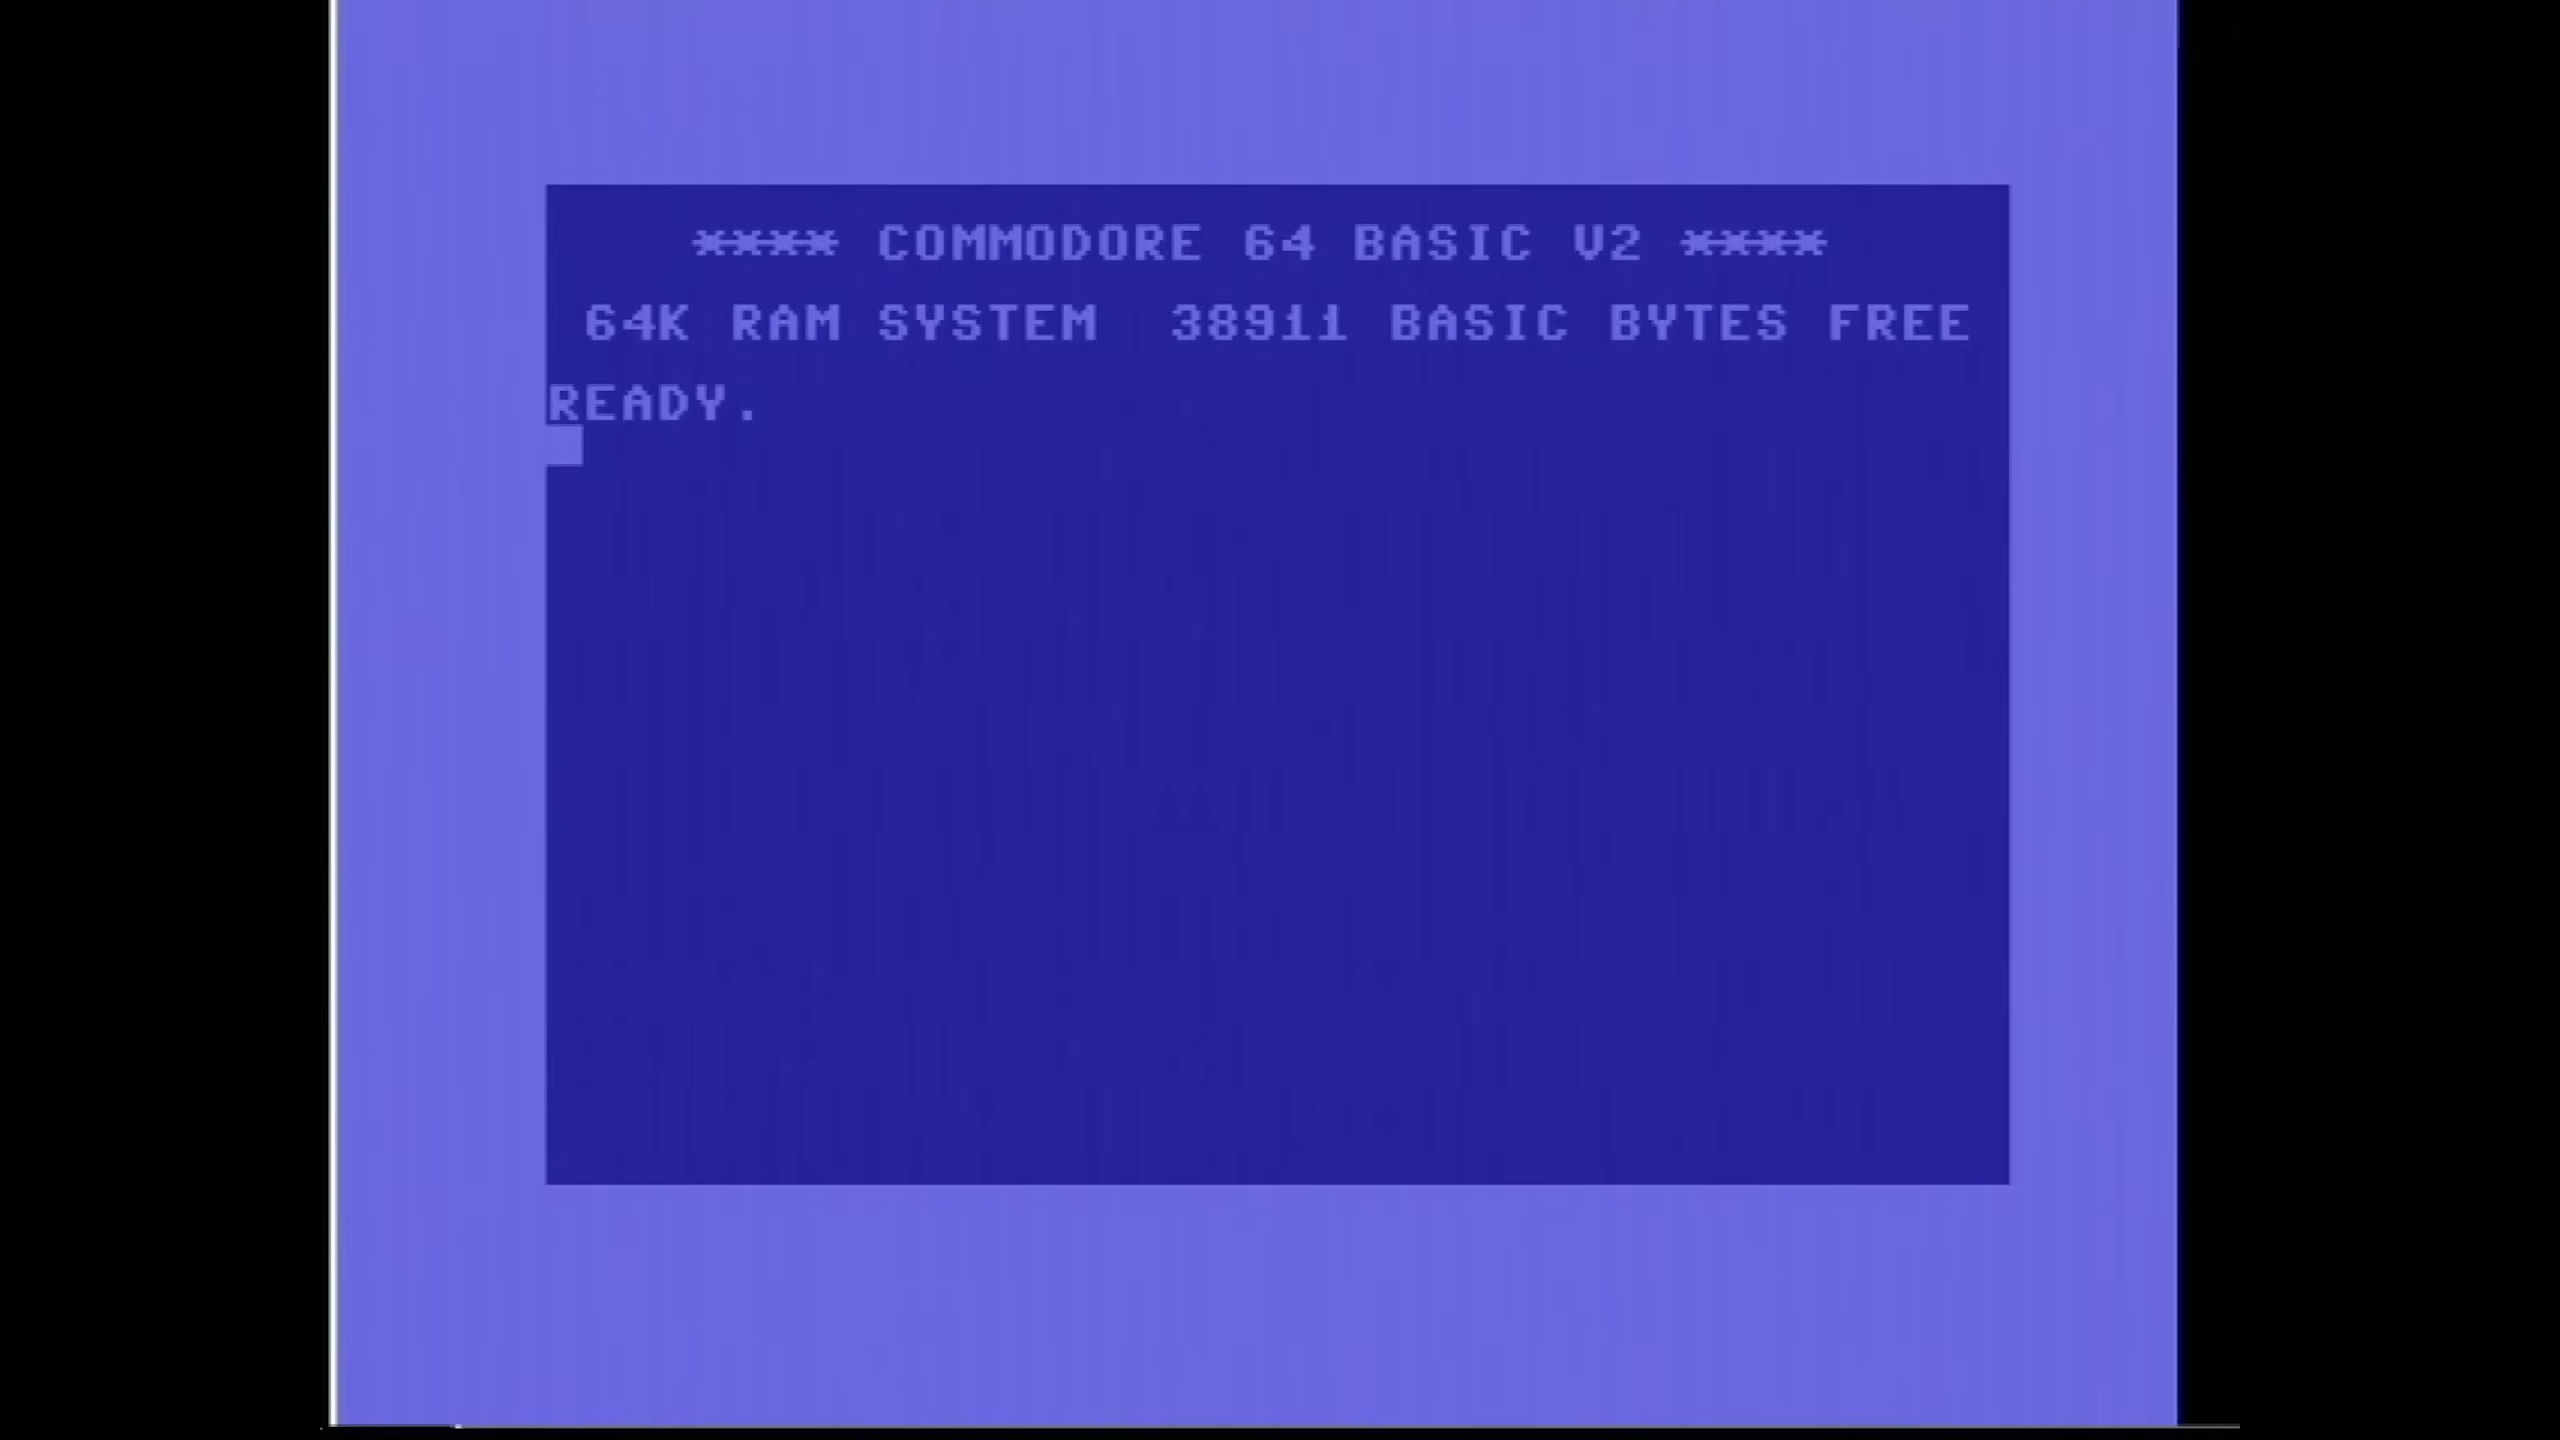 **** COMMODORE 64 BASIC V2 ****
64K RAM SYSTEM  38911 BASIC BYTES FREE
READY.